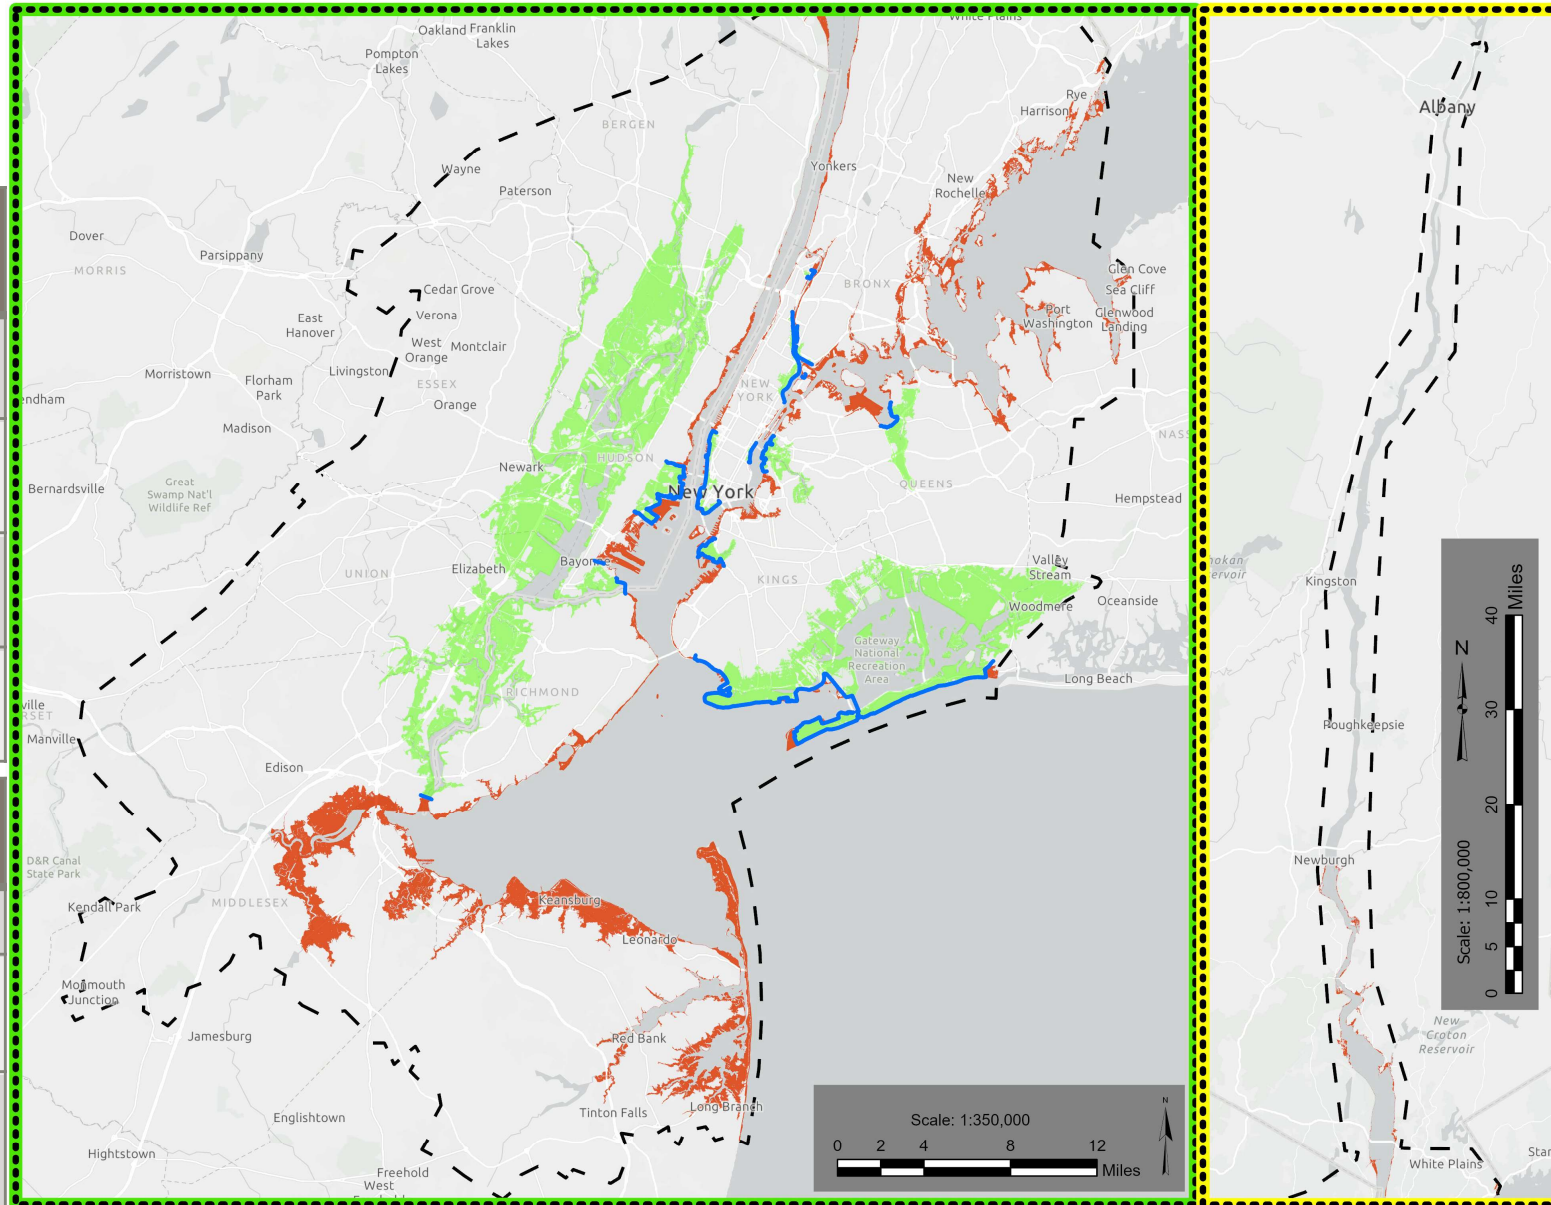 White Plains
Oakland Franklin
Lakes
Pompton
Lakes
Rye
Harrison
BERGEN
Yonkers
Wayne
Paterson
New
Rochelle
Dover
Parsippany
MORRIS
Glen Cove
Sea Cliff
Glenwood
Landing
BRONX
Port
Washington
Cedar Grove
Verona
East
Hanover
West
Orange
Montclair
Livingston
Morristown
Florham
Park
ESSEX
Orange
NEW
YORK
endham
Madison
NASS
Newark
HUDSON
Great
Swamp Nat'l
Wildlife Ref
Bernardsville
New York
QUEENS
Hempstead
Elizabeth
Bayonne
UNION
KINGS
Valley
Stream
Woodmere
Oceanside
Gateway
National
Recreation
Area
Long Beach
RICHMOND
ville
RSET
Manville
Edison
D&R Canal
State Park
Kendall Park
MIDDLESEX
Keansburg
Leonardo
Monmouth
Junction
Jamesburg
Red Bank
Englishtown
Tinton Falls
Long Branch
Hightstown
Freehold
West
Scale: 1:350,000
N
0 2 4 8 12
Miles
Albany
Kingston
Poughkeepsie
Newburgh
New
Croton
Reservoir
White Plains
N
Scale: 1:800,000
0 5 10 20 30 40
Miles